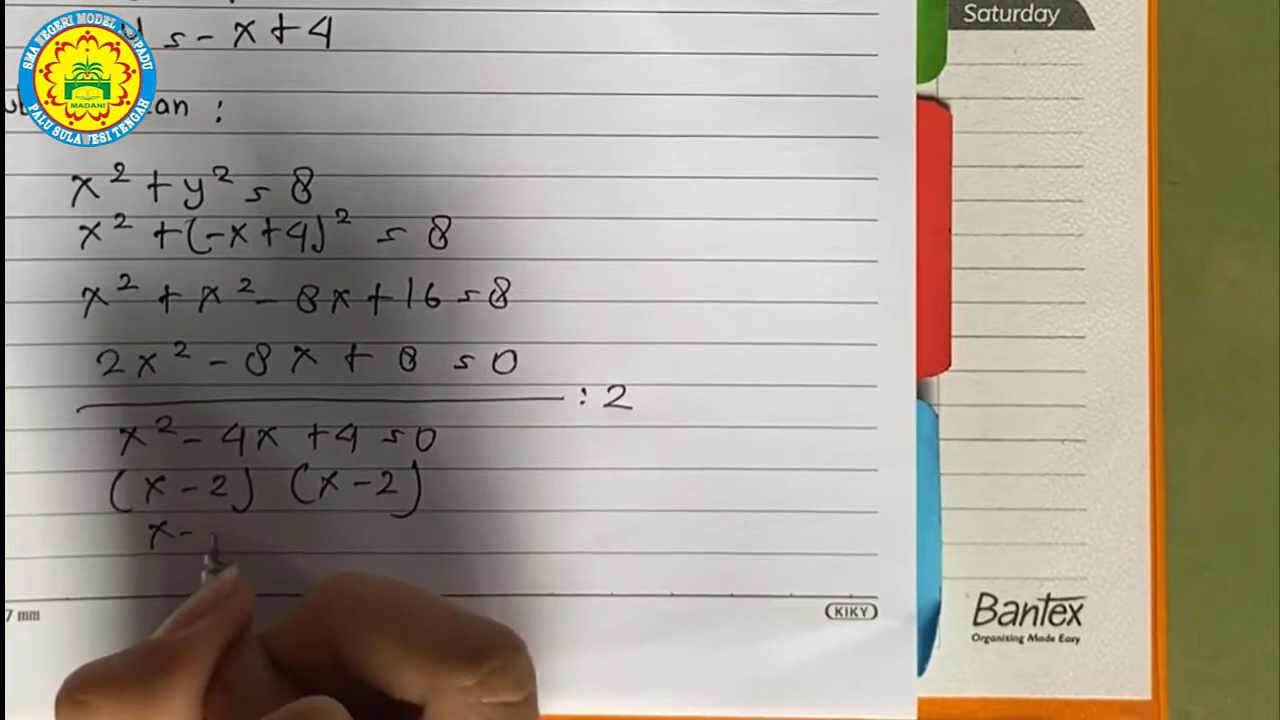 Saturday
= -x + 4
SMA NEGERI MODEL TERPADU
MADANI
PALU SULAWESI TENGAH
an :
x² + y² = 8
x² + (-x+4)² = 8
x² + x² - 8x + 16 = 8
2x² - 8x + 8 = 0
: 2
x² - 4x + 4 = 0
(x - 2) (x - 2)
x -
7 mm
KIKY
Bantex
Organizing Made Easy